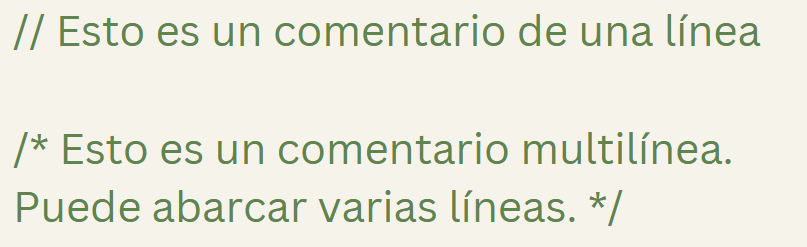 // Esto es un comentario de una línea
/* Esto es un comentario multilínea.
Puede abarcar varias líneas. */